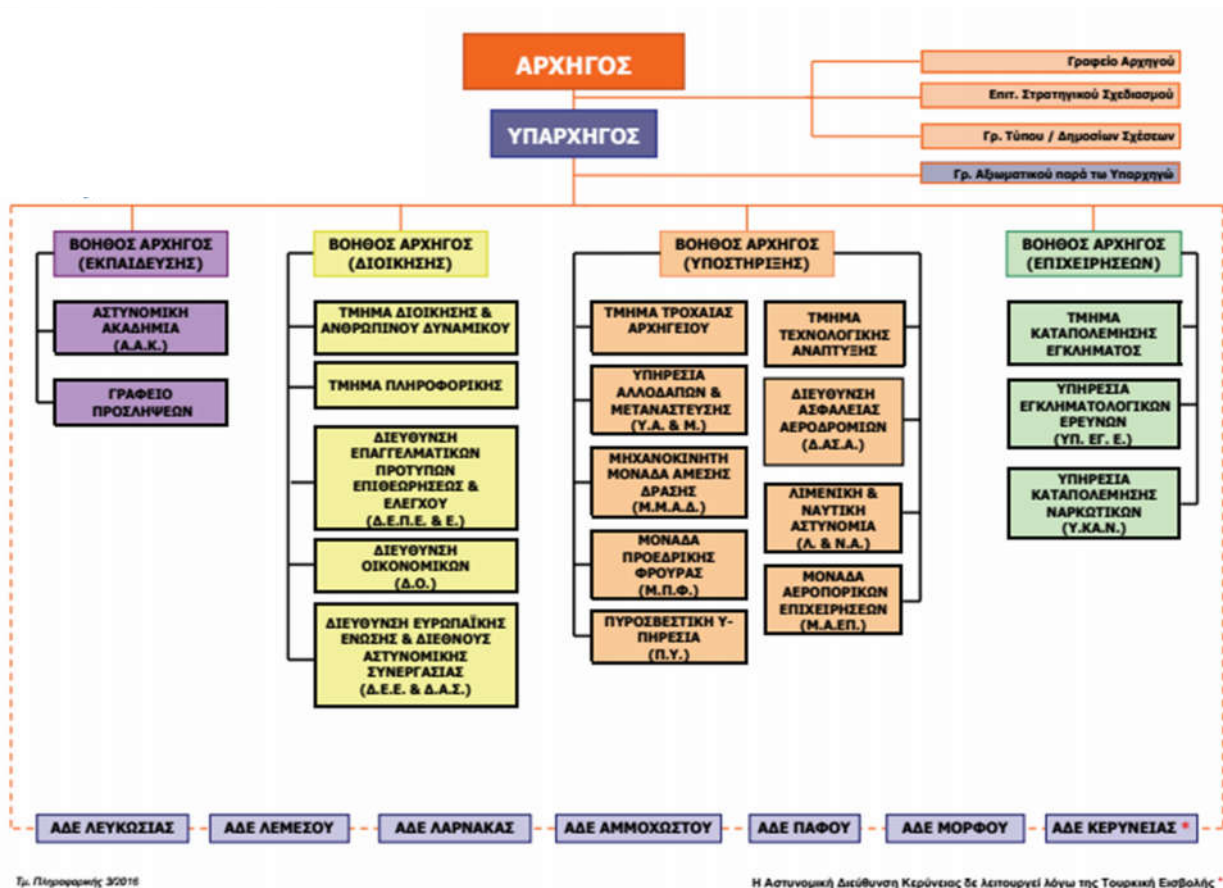 ΑΡΧΗΓΟΣ
Γραφείο Αρχηγού
Επιτ. Στρατηγικού Σχεδιασμού
ΥΠΑΡΧΗΓΟΣ
Γρ. Τύπου / Δημοσίων Σχέσεων
Γρ. Αξιωματικού παρά τω Υπαρχηγώ
ΒΟΗΘΟΣ ΑΡΧΗΓΟΣ
(ΕΚΠΑΙΔΕΥΣΗΣ)
ΑΣΤΥΝΟΜΙΚΗ
ΑΚΑΔΗΜΙΑ
(Α.Α.Κ.)
ΓΡΑΦΕΙΟ
ΠΡΟΣΛΗΨΕΩΝ
ΒΟΗΘΟΣ ΑΡΧΗΓΟΣ
(ΔΙΟΙΚΗΣΗΣ)
ΤΜΗΜΑ ΔΙΟΙΚΗΣΗΣ &
ΑΝΘΡΩΠΙΝΟΥ ΔΥΝΑΜΙΚΟΥ
ΤΜΗΜΑ ΠΛΗΡΟΦΟΡΙΚΗΣ
ΔΙΕΥΘΥΝΣΗ
ΕΠΑΓΓΕΛΜΑΤΙΚΩΝ
ΠΡΟΤΥΠΩΝ
ΕΠΙΘΕΩΡΗΣΕΩΣ &
ΕΛΕΓΧΟΥ
(Δ.Ε.Π.Ε. & Ε.)
ΔΙΕΥΘΥΝΣΗ
ΟΙΚΟΝΟΜΙΚΩΝ
(Δ.Ο.)
ΔΙΕΥΘΥΝΣΗ ΕΥΡΩΠΑΪΚΗΣ
ΕΝΩΣΗΣ & ΔΙΕΘΝΟΥΣ
ΑΣΤΥΝΟΜΙΚΗΣ
ΣΥΝΕΡΓΑΣΙΑΣ
(Δ.Ε.Ε. & Δ.Α.Σ.)
ΒΟΗΘΟΣ ΑΡΧΗΓΟΣ
(ΥΠΟΣΤΗΡΙΞΗΣ)
ΤΜΗΜΑ ΤΡΟΧΑΙΑΣ
ΑΡΧΗΓΕΙΟΥ
ΥΠΗΡΕΣΙΑ
ΑΛΛΟΔΑΠΩΝ &
ΜΕΤΑΝΑΣΤΕΥΣΗΣ
(Υ.Α. & Μ.)
ΜΗΧΑΝΟΚΙΝΗΤΗ
ΜΟΝΑΔΑ ΑΜΕΣΗΣ
ΔΡΑΣΗΣ
(Μ.Μ.Α.Δ.)
ΜΟΝΑΔΑ
ΠΡΟΕΔΡΙΚΗΣ
ΦΡΟΥΡΑΣ
(Μ.Π.Φ.)
ΠΥΡΟΣΒΕΣΤΙΚΗ Υ-
ΠΗΡΕΣΙΑ
(Π.Υ.)
ΤΜΗΜΑ
ΤΕΧΝΟΛΟΓΙΚΗΣ
ΑΝΑΠΤΥΞΗΣ
ΔΙΕΥΘΥΝΣΗ
ΑΣΦΑΛΕΙΑΣ
ΑΕΡΟΔΡΟΜΙΩΝ
(Δ.ΑΣ.Α.)
ΛΙΜΕΝΙΚΗ &
ΝΑΥΤΙΚΗ
ΑΣΤΥΝΟΜΙΑ
(Λ. & Ν.Α.)
ΜΟΝΑΔΑ
ΑΕΡΟΠΟΡΙΚΩΝ
ΕΠΙΧΕΙΡΗΣΕΩΝ
(Μ.Α.ΕΠ.)
ΒΟΗΘΟΣ ΑΡΧΗΓΟΣ
(ΕΠΙΧΕΙΡΗΣΕΩΝ)
ΤΜΗΜΑ
ΚΑΤΑΠΟΛΕΜΗΣΗΣ
ΕΓΚΛΗΜΑΤΟΣ
ΥΠΗΡΕΣΙΑ
ΕΓΚΛΗΜΑΤΟΛΟΓΙΚΩΝ
ΕΡΕΥΝΩΝ
(ΥΠ. ΕΓ. Ε.)
ΥΠΗΡΕΣΙΑ
ΚΑΤΑΠΟΛΕΜΗΣΗΣ
ΝΑΡΚΩΤΙΚΩΝ
(Υ.ΚΑ.Ν.)
ΑΔΕ ΛΕΥΚΩΣΙΑΣ
ΑΔΕ ΛΕΜΕΣΟΥ
ΑΔΕ ΛΑΡΝΑΚΑΣ
ΑΔΕ ΑΜΜΟΧΩΣΤΟΥ
ΑΔΕ ΠΑΦΟΥ
ΑΔΕ ΜΟΡΦΟΥ
ΑΔΕ ΚΕΡΥΝΕΙΑΣ *
Τμ. Πληροφορικής 3/2016
Η Αστυνομική Διεύθυνση Κερύνειας δε λειτουργεί λόγω της Τουρκική Εισβολής *